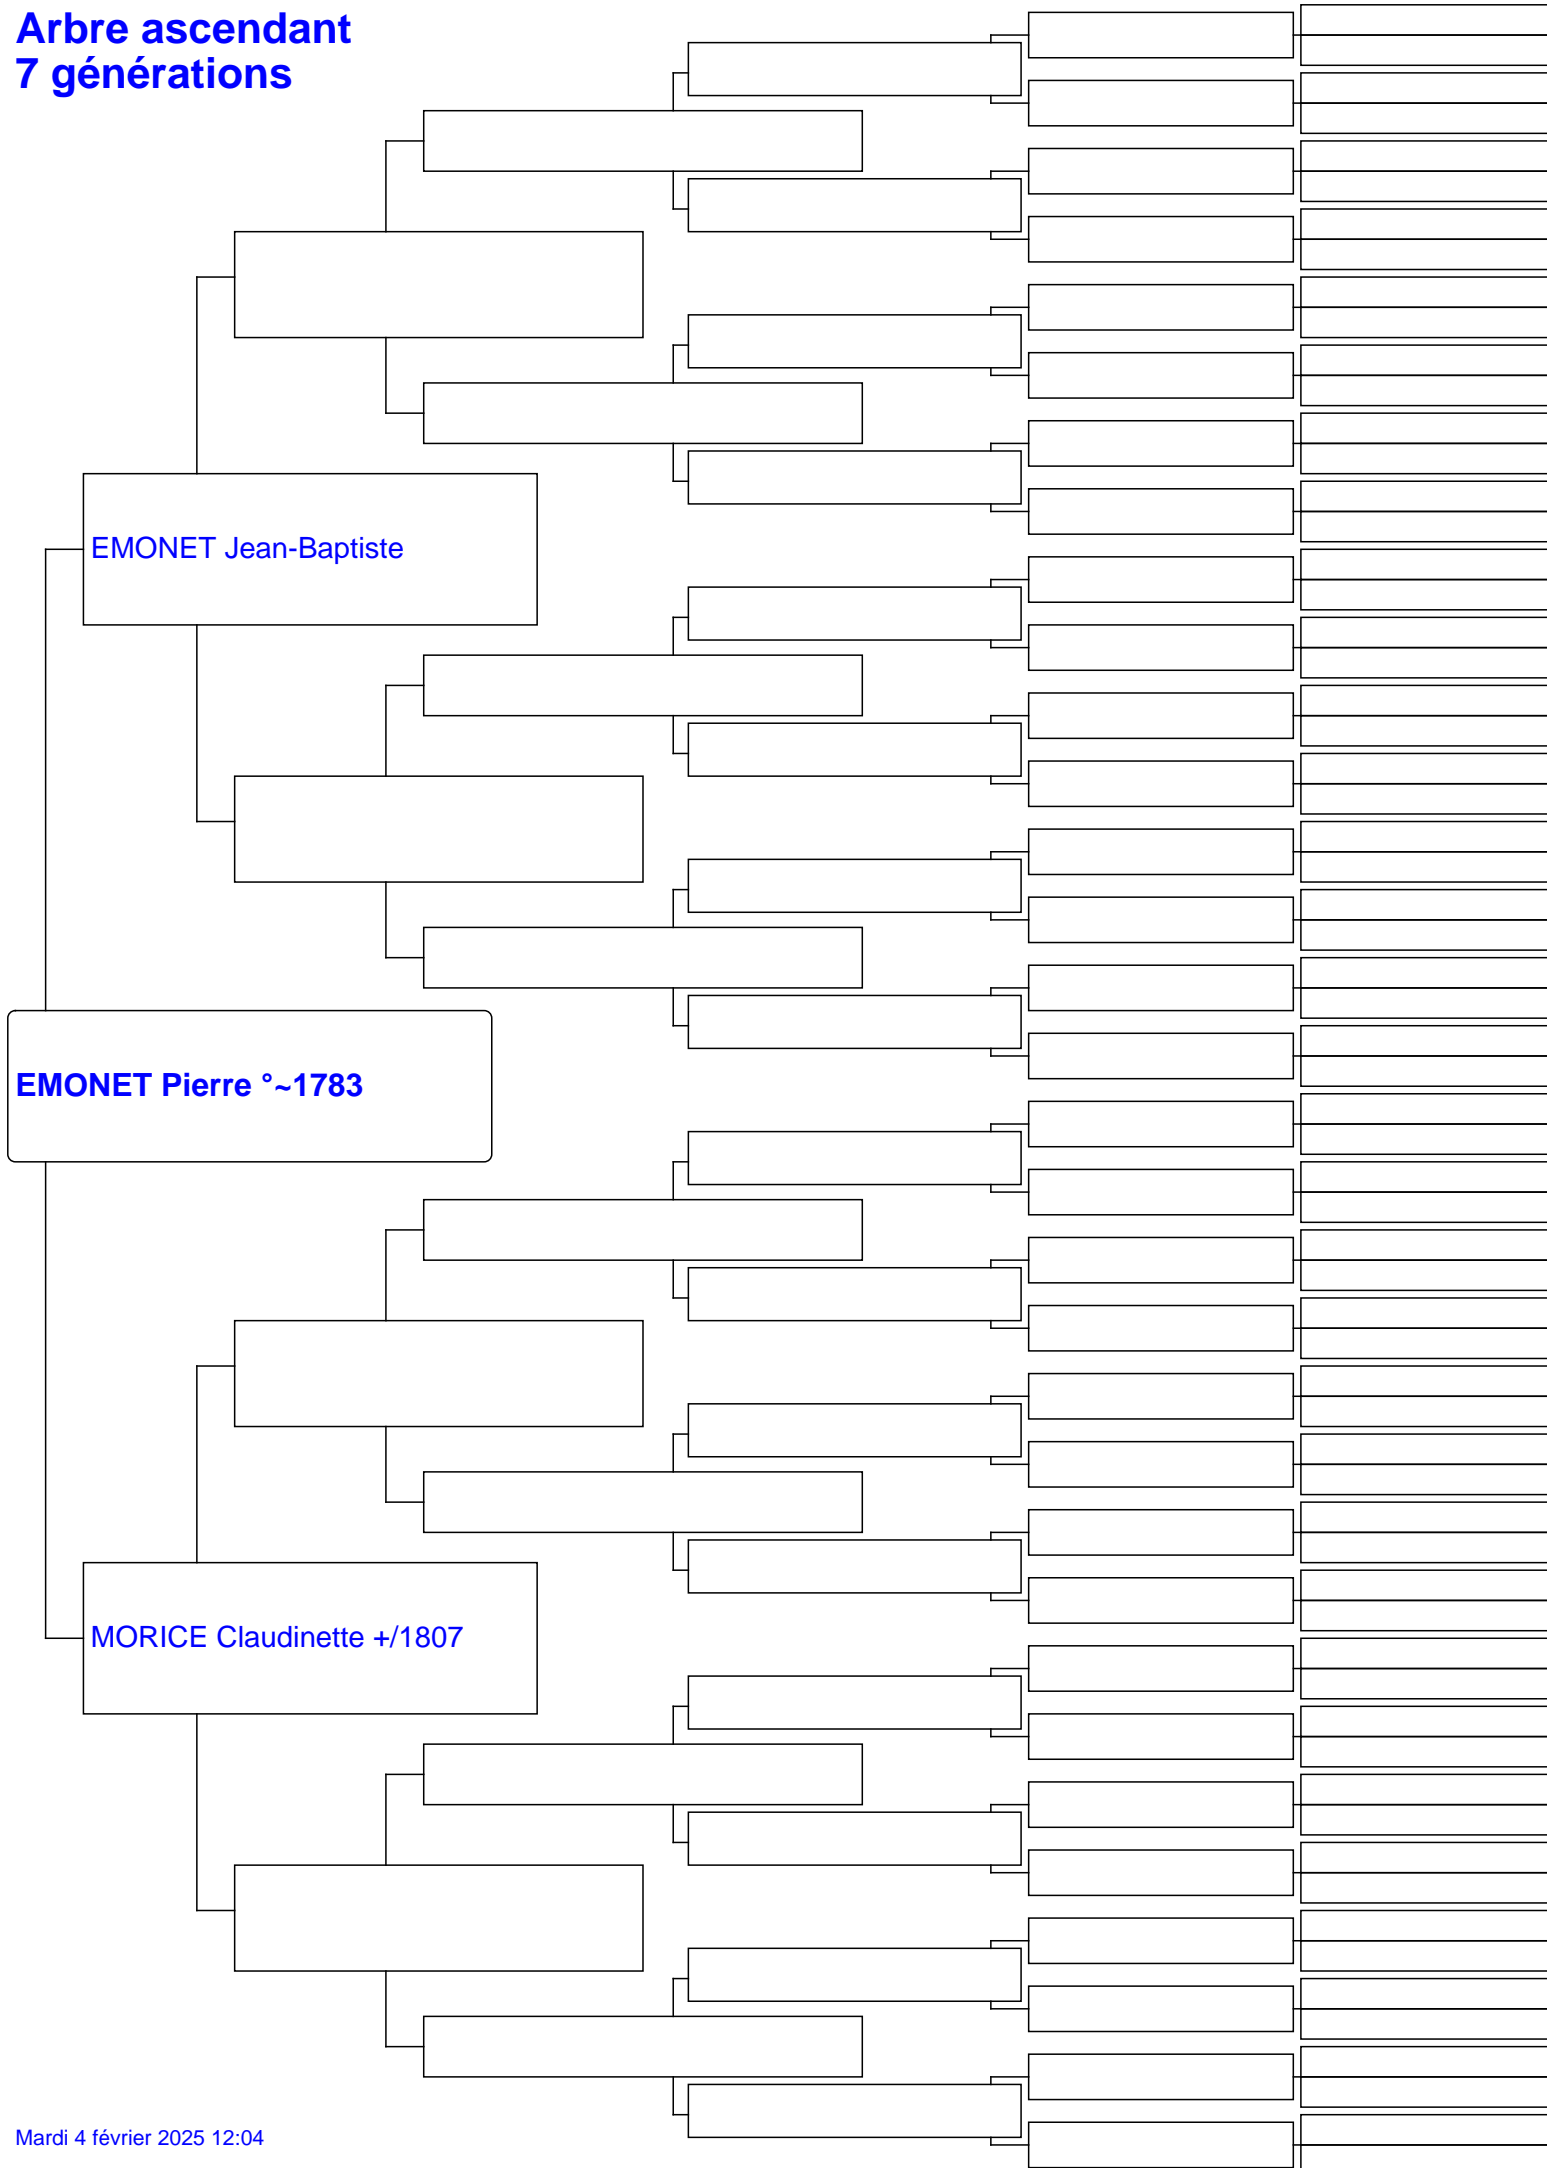 Arbre ascendant
7 générations
EMONET Jean-Baptiste
EMONET Pierre °~1783
MORICE Claudinette +/1807
Mardi 4 février 2025 12:04